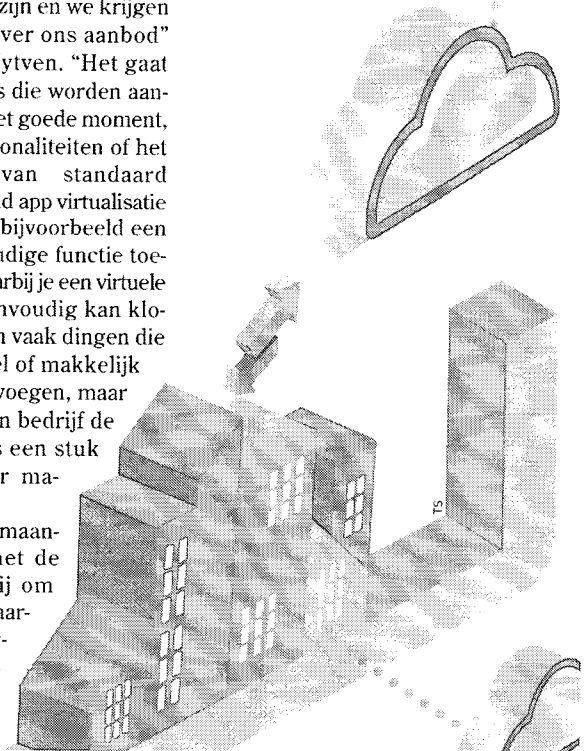 zijn en we krijgen
ver ons aanbod”
ytven. “Het gaat
s die worden aan-
et goede moment,
onaliteiten of het
van standaard
d app virtualisatie
bijvoorbeeld een
udige functie toe-
arbij je een virtuele
nvoudig kan klo-
n vaak dingen die
el of makkelijk
voegen, maar
n bedrijf de
s een stuk
r ma-
maan-
net de
ij om
aar-
r-
TS